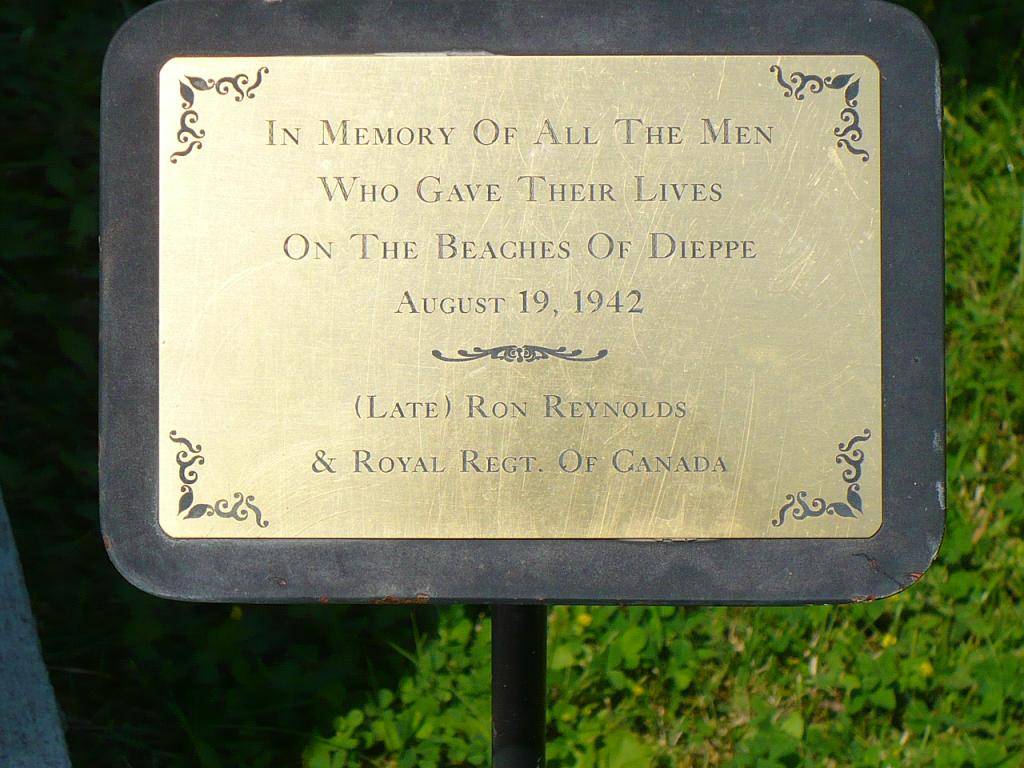 In Memory Of All The Men
Who Gave Their Lives
On The Beaches Of Dieppe
August 19, 1942
(Late) Ron Reynolds
& Royal Regt. Of Canada